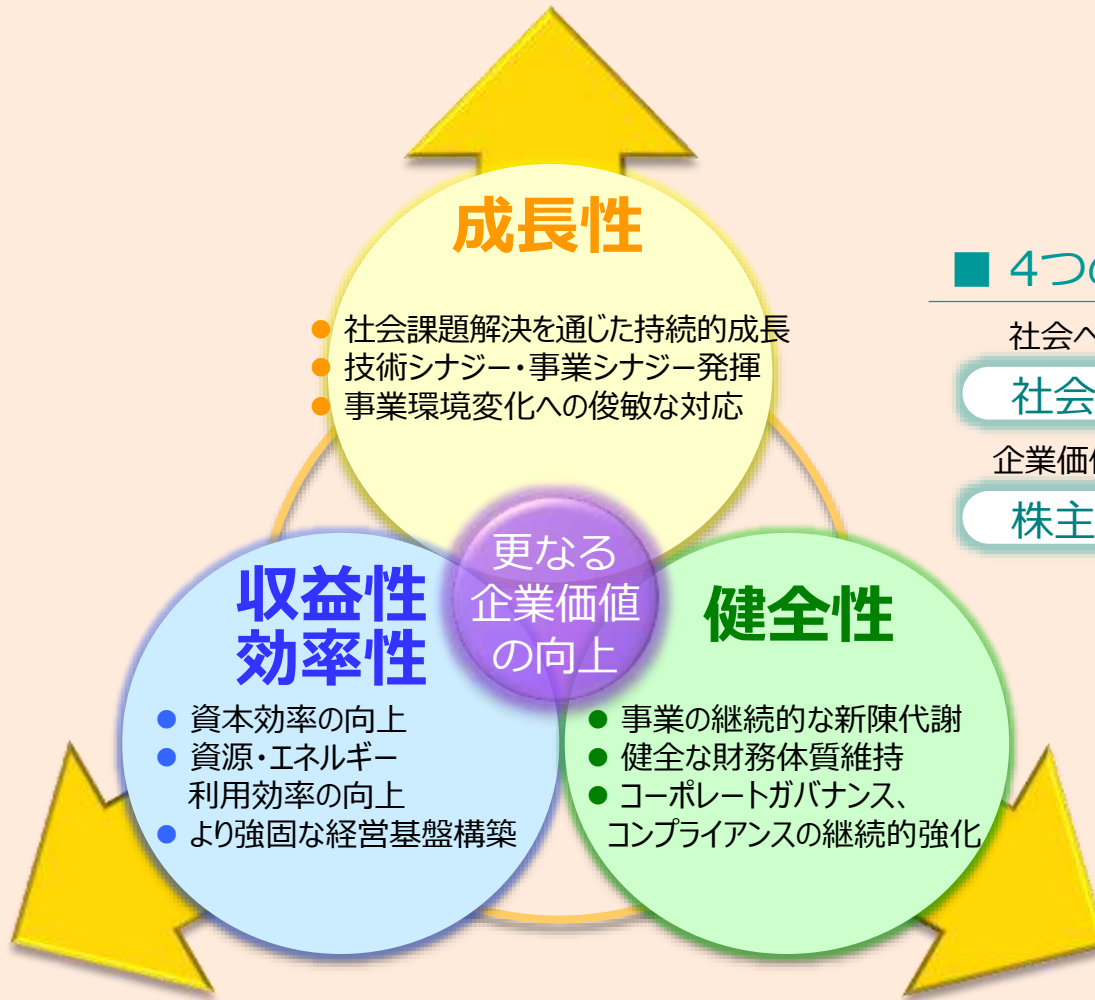 成長性
● 社会課題解決を通じた持続的成長
● 技術シナジー・事業シナジー発揮
● 事業環境変化への俊敏な対応
更なる
企業価値
の向上
収益性
効率性
● 資本効率の向上
● 資源・エネルギー
利用効率の向上
● より強固な経営基盤構築
健全性
● 事業の継続的な新陳代謝
● 健全な財務体質維持
● コーポレートガバナンス、
コンプライアンスの継続的強化
■ 4つ
社会へ
社会
企業価
株主